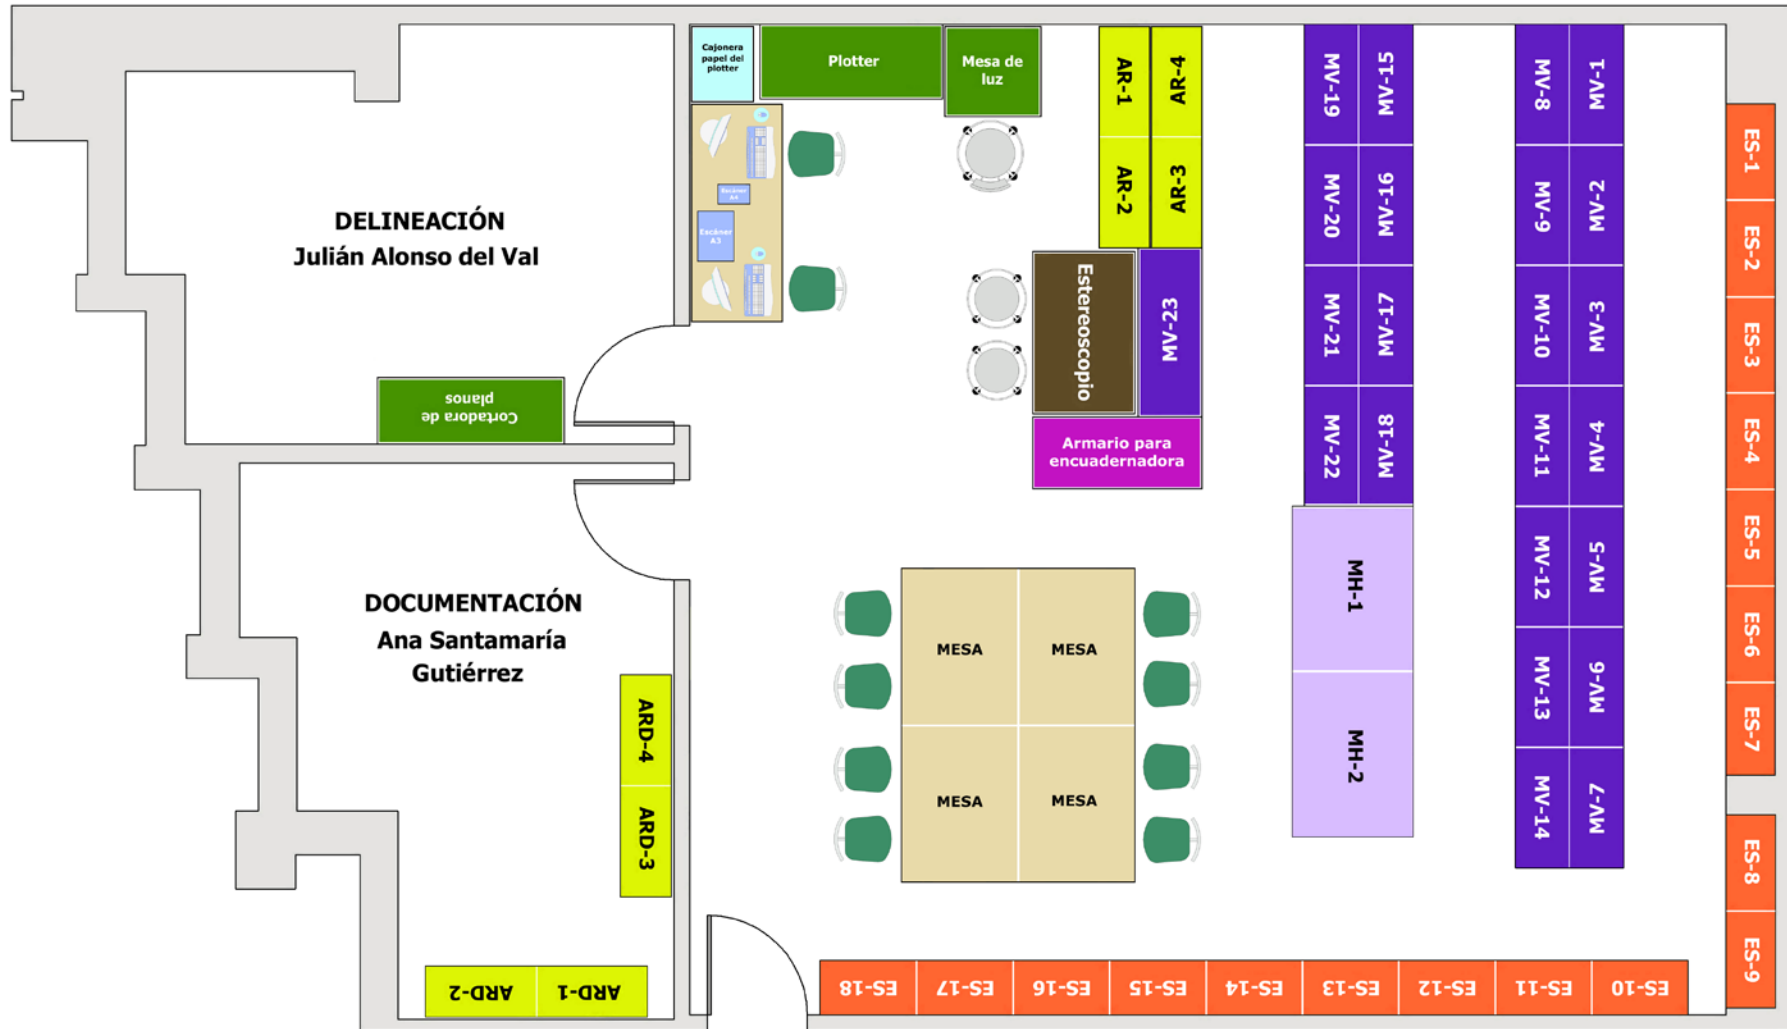 Cajonera
papel del
plotter
Plotter
Mesa de
luz
Escáner
A4
Escáner
A3
DELINEACIÓN
Julián Alonso del Val
Cortadora de
planos
DOCUMENTACIÓN
Ana Santamaría
Gutiérrez
ARD-4
ARD-3
ARD-2
ARD-1
AR-1
AR-4
AR-2
AR-3
Estereoscopio
MV-23
Armario para
encuadernadora
MESA
MESA
MESA
MESA
MV-19
MV-15
MV-20
MV-16
MV-21
MV-17
MV-22
MV-18
MH-1
MH-2
MV-8
MV-1
MV-9
MV-2
MV-10
MV-3
MV-11
MV-4
MV-12
MV-5
MV-13
MV-6
MV-14
MV-7
ES-1
ES-2
ES-3
ES-4
ES-5
ES-6
ES-7
ES-8
ES-9
ES-18
ES-17
ES-16
ES-15
ES-14
ES-13
ES-12
ES-11
ES-10